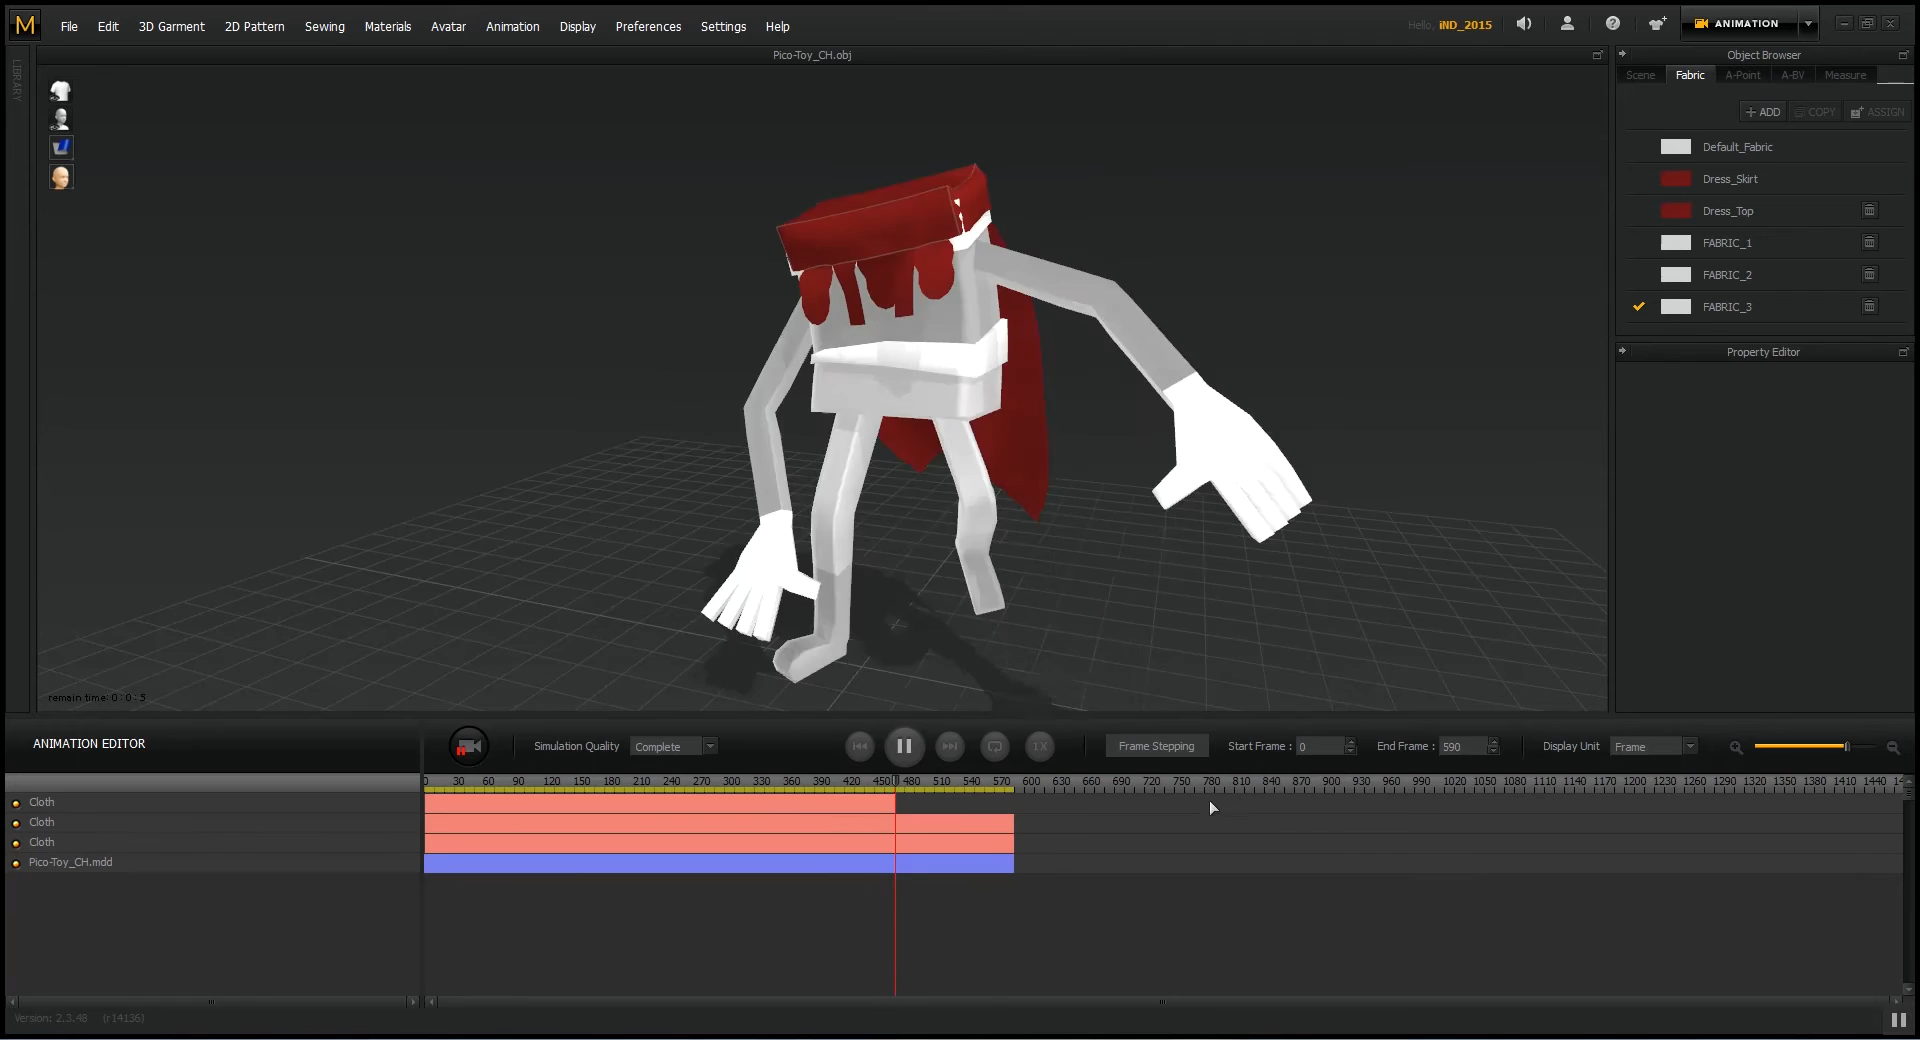 M File Edit 3D Garment 2D Pattern Sewing Materials Avatar Animation Display Preferences Settings Help Hello, iND_2015 ANIMATION
LIBRARY
Pico-Toy_CH.obj
Object Browser
Scene Fabric A-Point A-BV Measure
ADD COPY ASSIGN
Default_Fabric
Dress_Skirt
Dress_Top
FABRIC_1
FABRIC_2
FABRIC_3
Property Editor
remain time: 0 : 0 : 5
ANIMATION EDITOR
Simulation Quality Complete 1X Frame Stepping Start Frame : 0 End Frame : 590 Display Unit Frame
0 30 60 90 120 150 180 210 240 270 300 330 360 390 420 450 480 510 540 570 600 630 660 690 720 750 780 810 840 870 900 930 960 990 1020 1050 1080 1110 1140 1170 1200 1230 1260 1290 1320 1350 1380 1410 1440
Cloth
Cloth
Cloth
Pico-Toy_CH.mdd
Version: 2.3.48 (r14136)